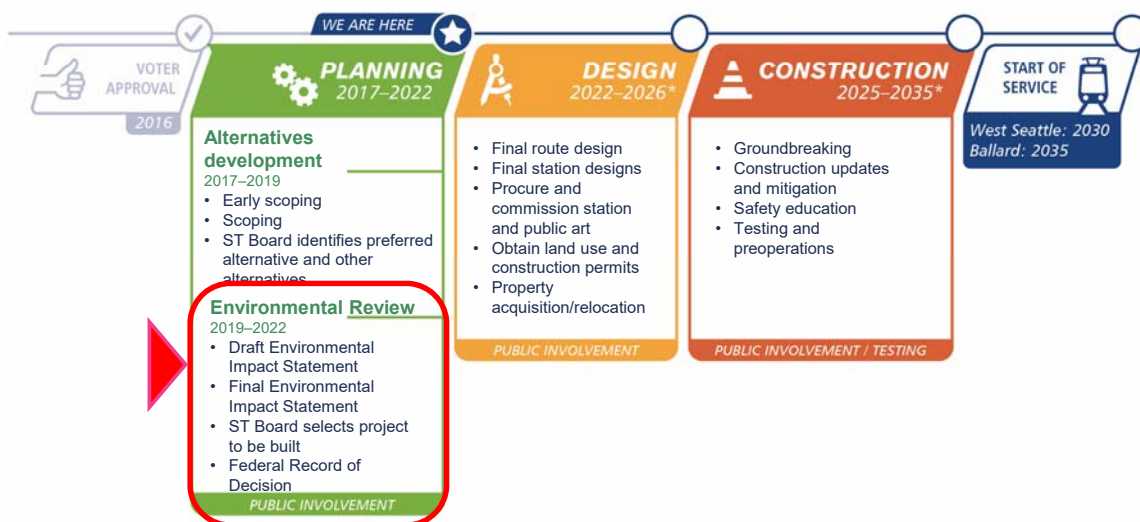 WE ARE HERE
VOTER
APPROVAL
2016
PLANNING
2017–2022
Alternatives
development
2017–2019
• Early scoping
• Scoping
• ST Board identifies preferred
alternative and other
alternatives
Environmental Review
2019–2022
• Draft Environmental
Impact Statement
• Final Environmental
Impact Statement
• ST Board selects project
to be built
• Federal Record of
Decision
PUBLIC INVOLVEMENT
DESIGN
2022–2026*
• Final route design
• Final station designs
• Procure and
commission station
and public art
• Obtain land use and
construction permits
• Property
acquisition/relocation
PUBLIC INVOLVEMENT
CONSTRUCTION
2025–2035*
• Groundbreaking
• Construction updates
and mitigation
• Safety education
• Testing and
preoperations
PUBLIC INVOLVEMENT / TESTING
START OF
SERVICE
West Seattle: 2030
Ballard: 2035